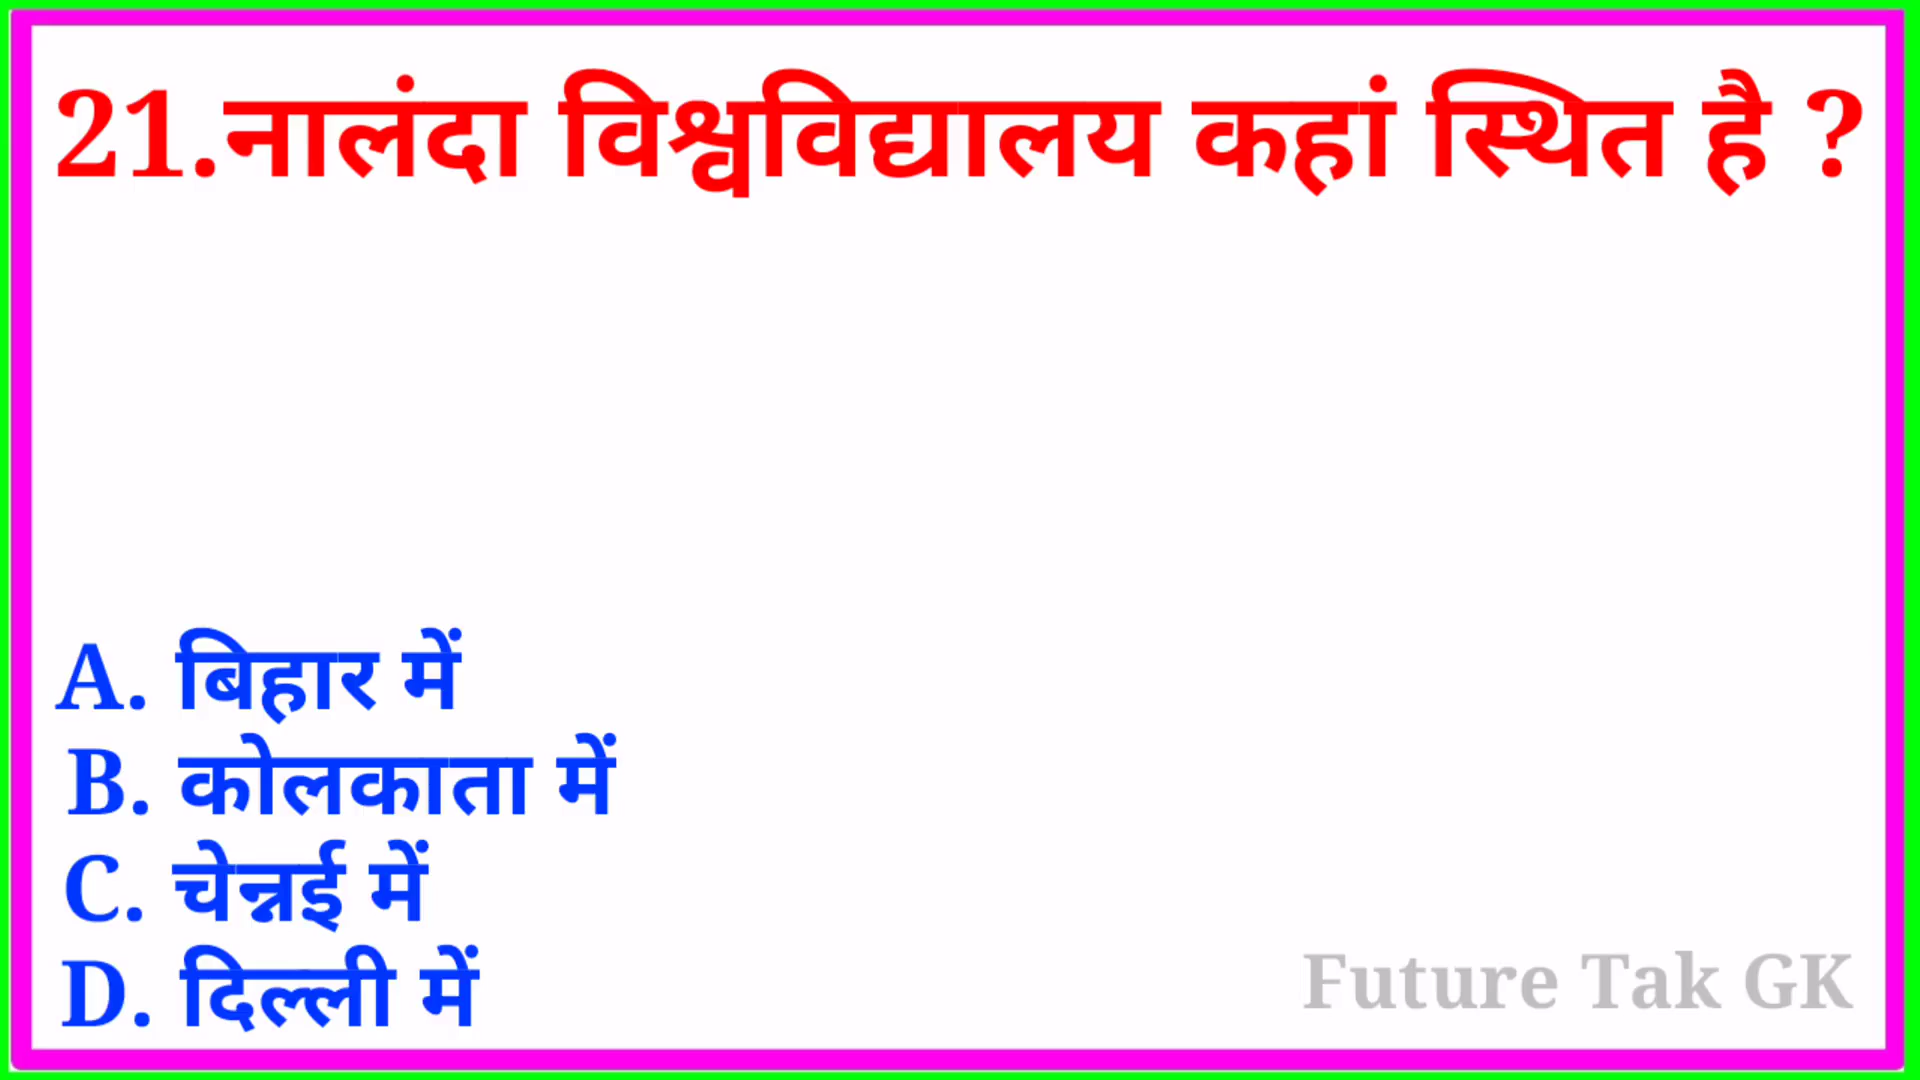 21.नालंदा विश्वविद्यालय कहां स्थित है ?
A. बिहार में
B. कोलकाता में
C. चेन्नई में
D. दिल्ली में
Future Tak GK